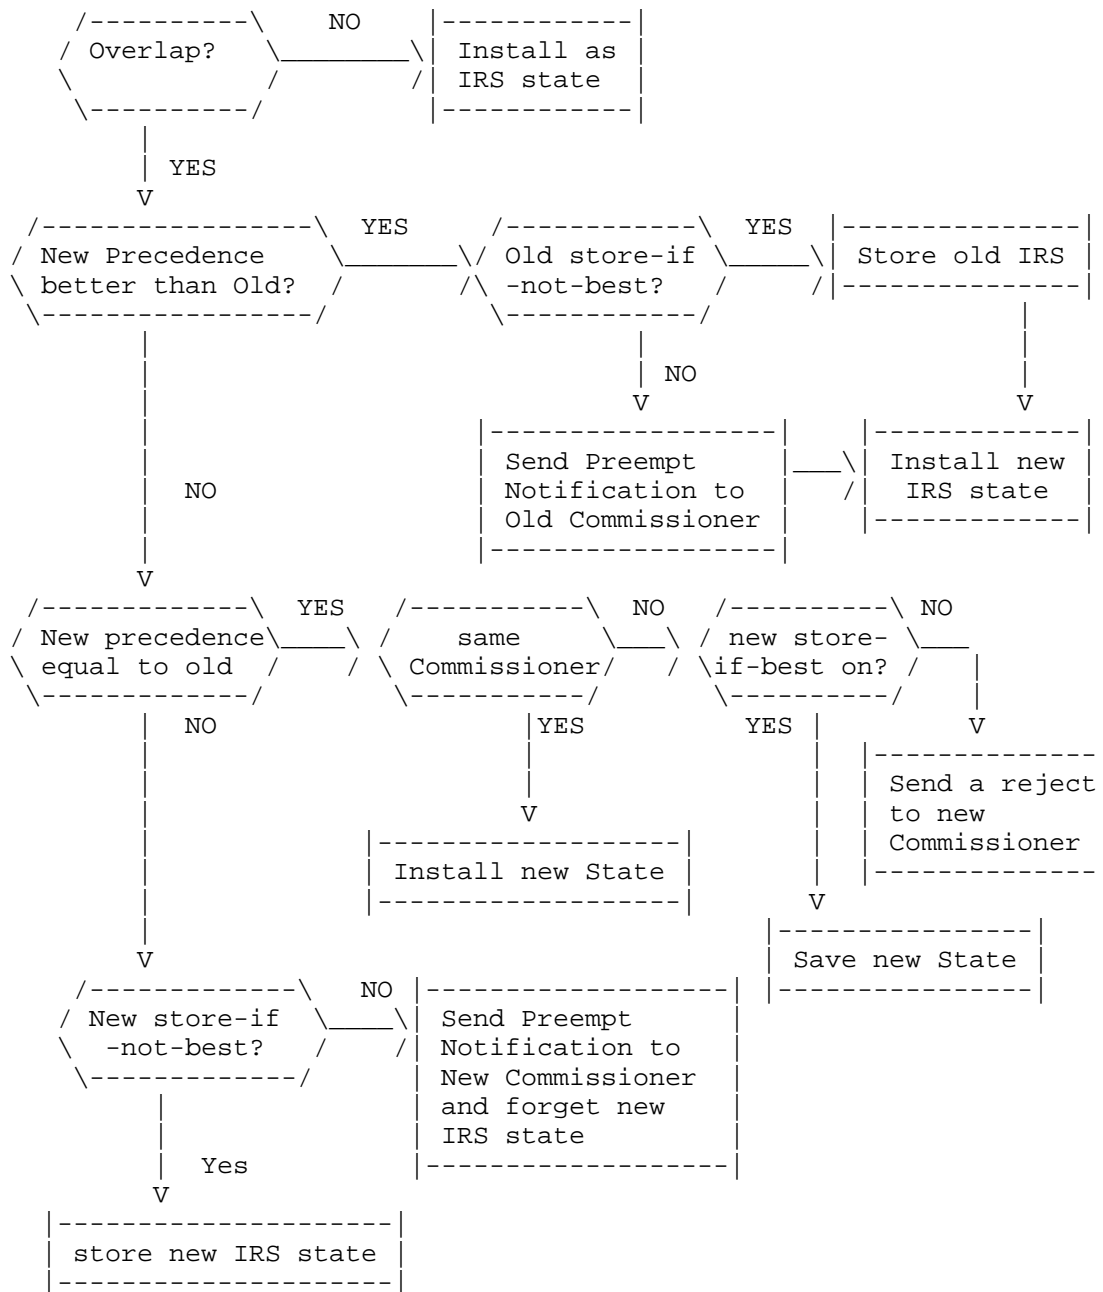 NO
Overlap?
Install as
IRS state
YES
YES
YES
New Precedence
better than Old?
Old store-if
-not-best?
Store old IRS
NO
V
V
V
Send Preempt
Notification to
Old Commissioner
Install new
IRS state
NO
V
YES
NO
NO
New precedence
equal to old
same
Commissioner
new store-
if-best on?
NO
YES
YES
V
Send a reject
to new
Commissioner
V
Install new State
V
Save new State
V
NO
New store-if
-not-best?
Send Preempt
Notification to
New Commissioner
and forget new
IRS state
Yes
V
store new IRS state